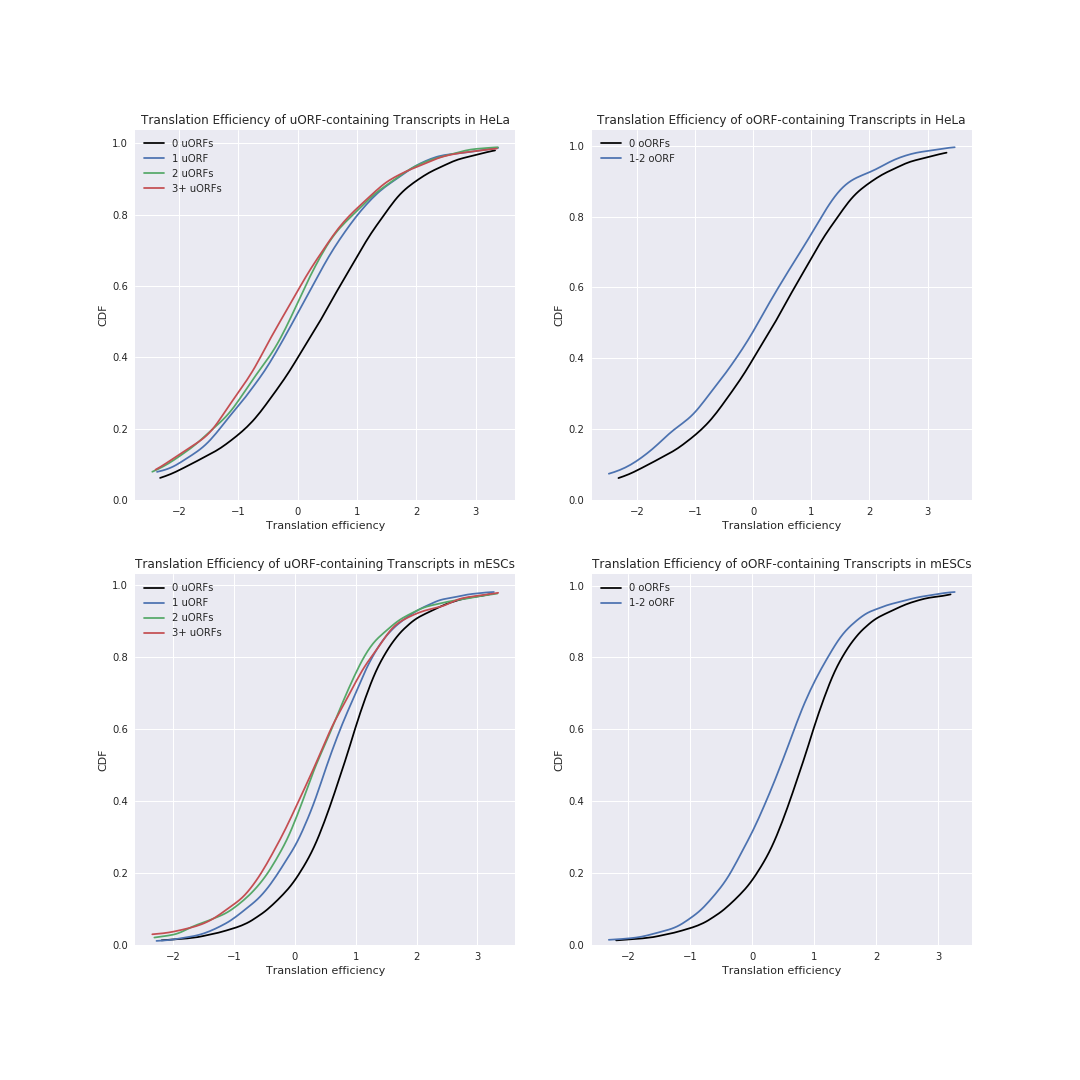 Translation Efficiency of uORF-containing Transcripts in HeLa
1.0
0.8
0.6
0.4
0.2
0.0
CDF
0 uORFs
1 uORF
2 uORFs
3+ uORFs
−2 −1 0 1 2 3
Translation efficiency
Translation Efficiency of oORF-containing Transcripts in HeLa
1.0
0.8
0.6
0.4
0.2
0.0
CDF
0 oORFs
1-2 oORF
−2 −1 0 1 2 3
Translation efficiency
Translation Efficiency of uORF-containing Transcripts in mESCs
1.0
0.8
0.6
0.4
0.2
0.0
CDF
0 uORFs
1 uORF
2 uORFs
3+ uORFs
−2 −1 0 1 2 3
Translation efficiency
Translation Efficiency of oORF-containing Transcripts in mESCs
1.0
0.8
0.6
0.4
0.2
0.0
CDF
0 oORFs
1-2 oORF
−2 −1 0 1 2 3
Translation efficiency